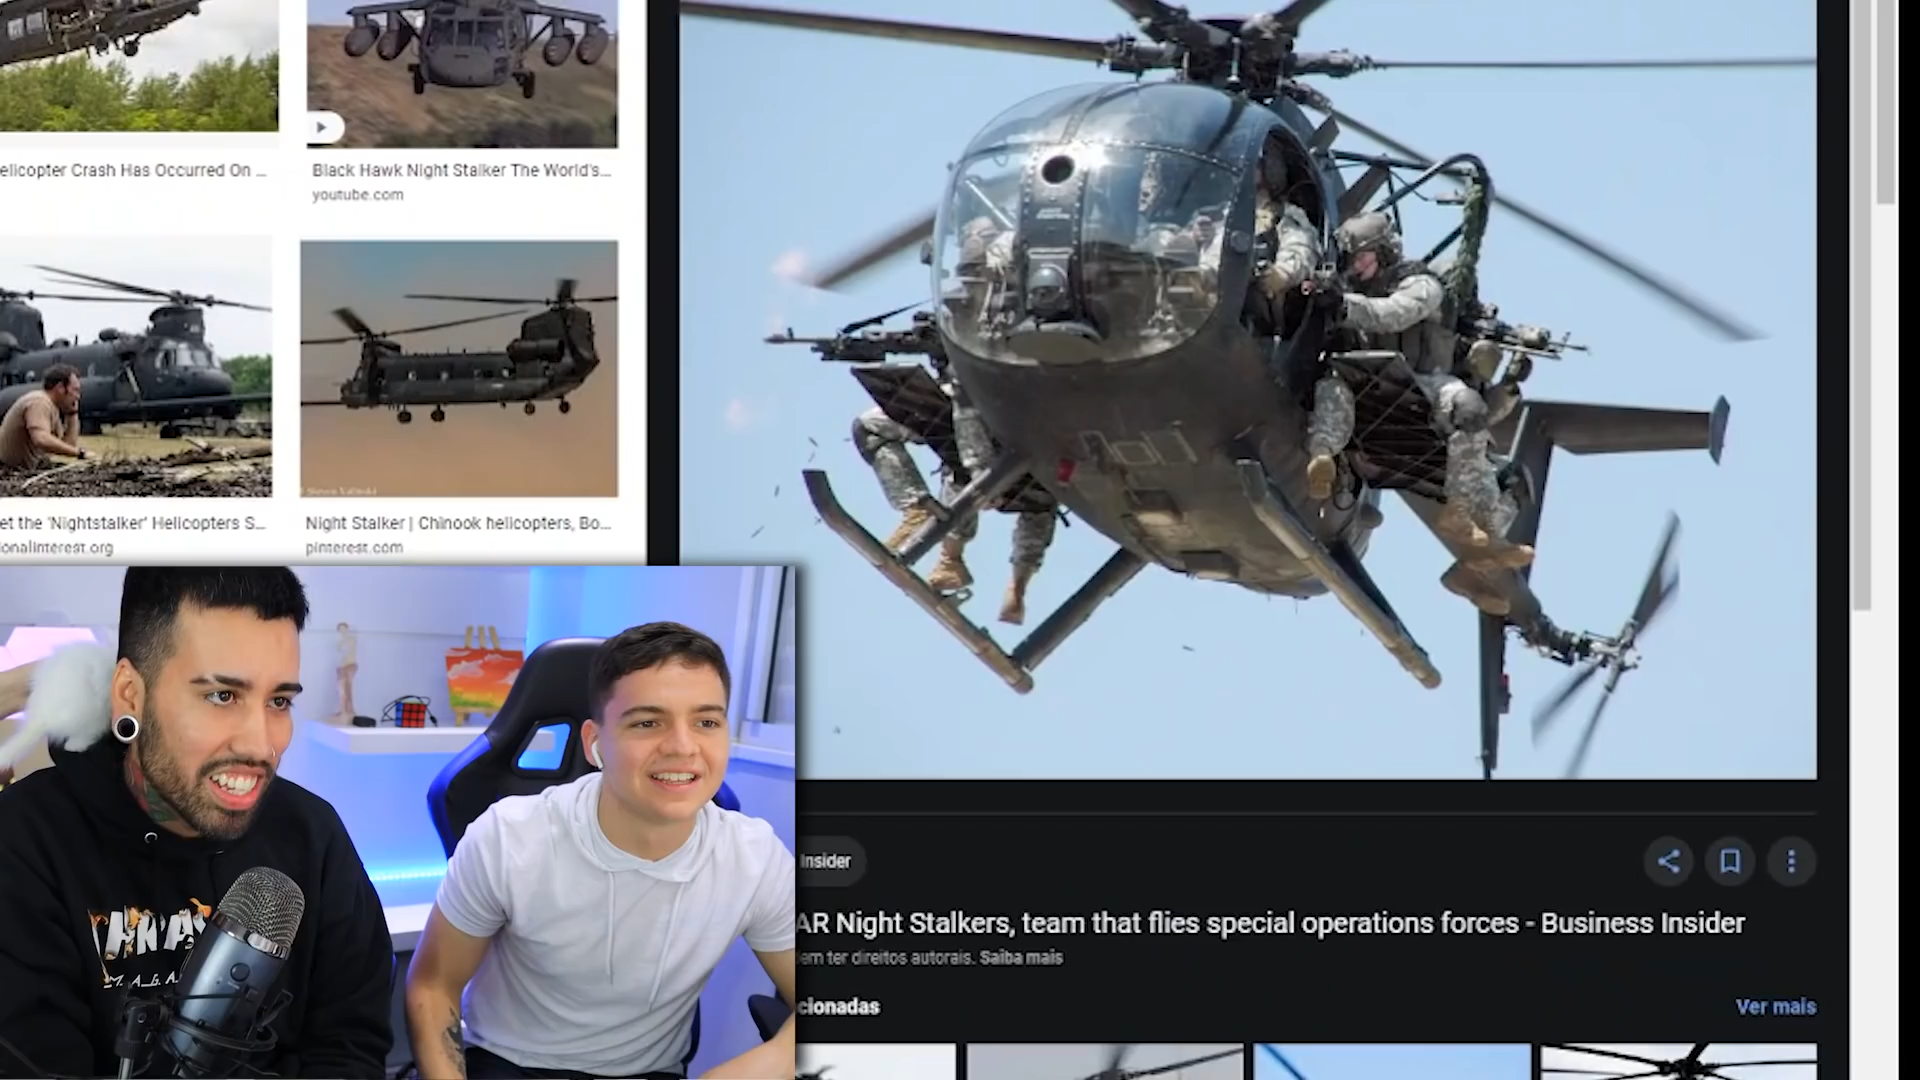 elicopter Crash Has Occurred On ...
Black Hawk Night Stalker The World's...
youtube.com
et the 'Nightstalker' Helicopters S...
ionalinterest.org
Night Stalker | Chinook helicopters, Bo...
pinterest.com
Insider
AR Night Stalkers, team that flies special operations forces - Business Insider
em ter direitos autorais. Saiba mais
cionadas
Ver mais